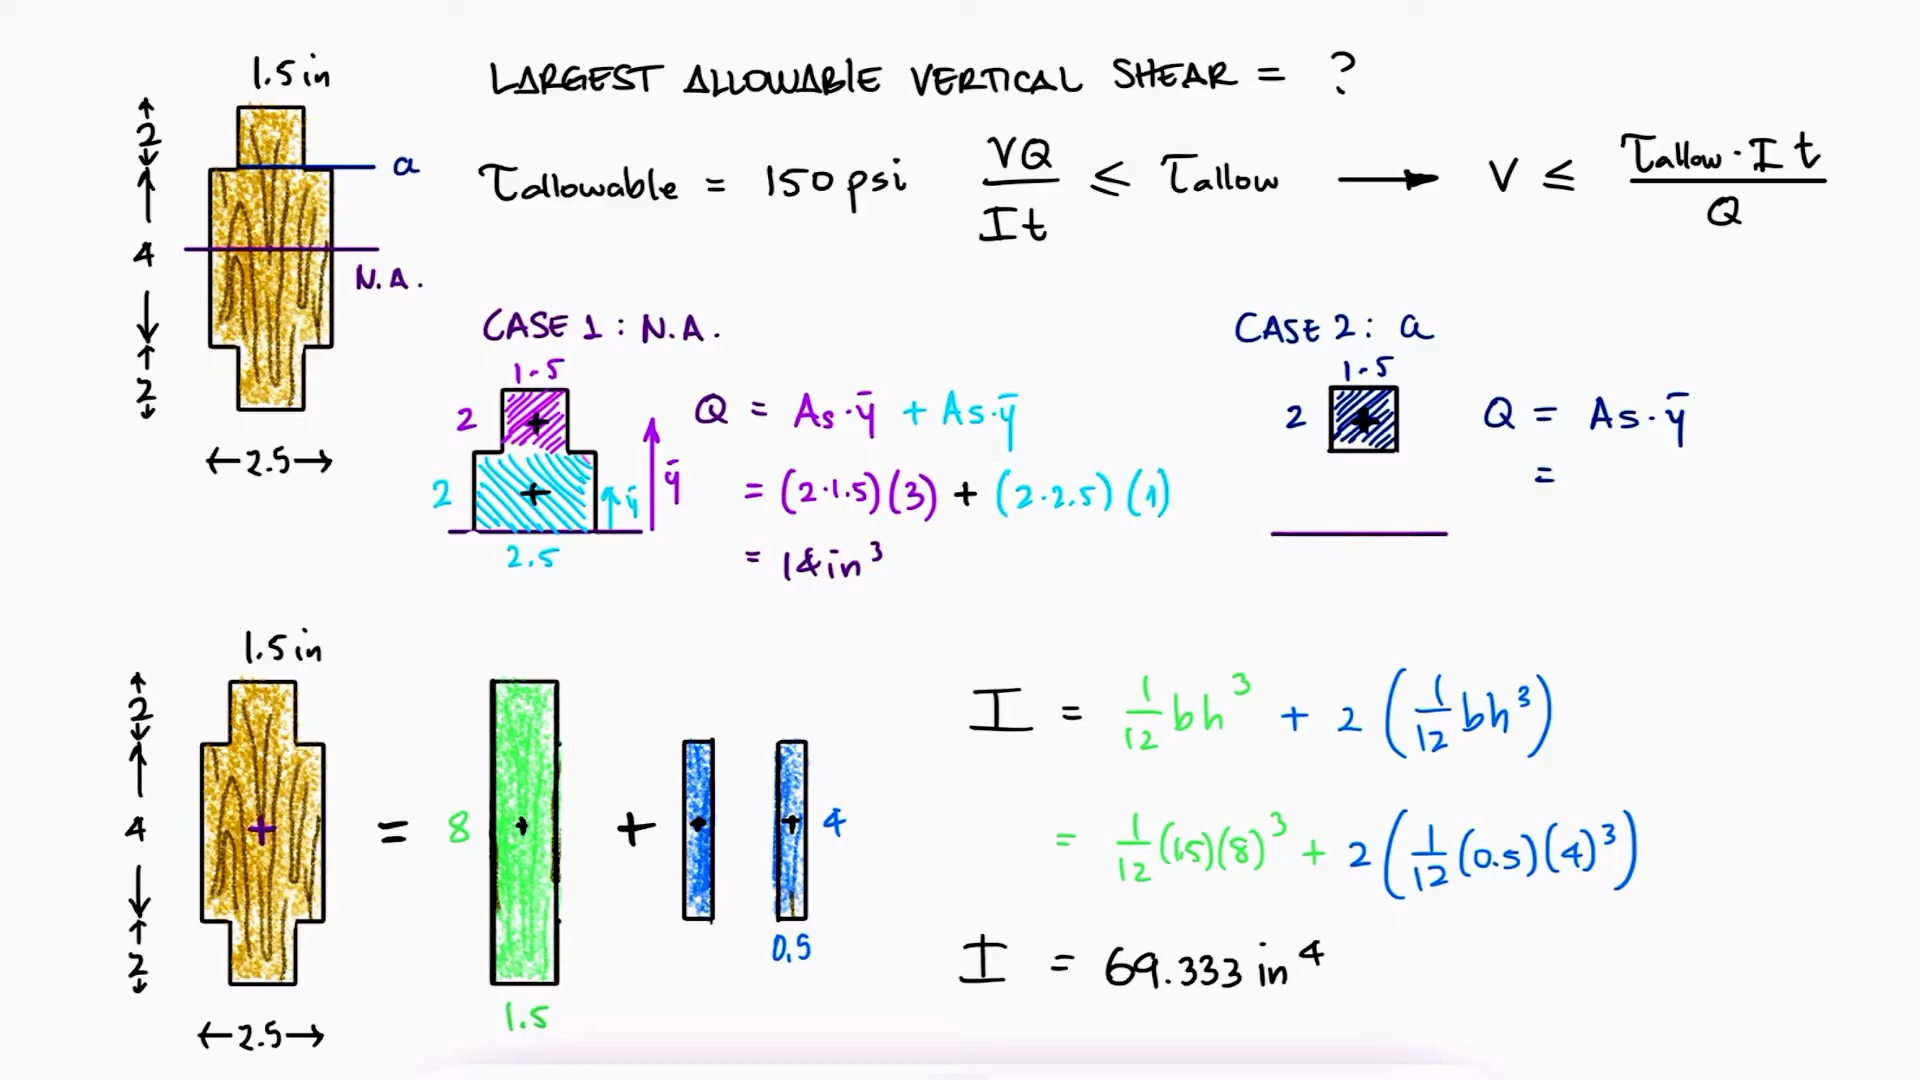 LARGEST ALLOWABLE VERTICAL SHEAR = ?
τallowable = 150 psi VQ/It ≤ τallow → V ≤ τallow · I t / Q
1.5 in
2
a
4
N.A.
2
←2.5→
CASE 1 : N.A.
1.5
2
2
2.5
ȳ
ȳ
Q = As·ȳ + As·ȳ
= (2·1.5)(3) + (2·2.5)(1)
= 14 in³
CASE 2 : a
1.5
2
Q = As·ȳ
=
1.5 in
2
4
2
←2.5→
=
8
1.5
+
4
0.5
I = 1/12 bh³ + 2 (1/12 bh³)
= 1/12 (1.5)(8)³ + 2 (1/12 (0.5)(4)³)
I = 69.333 in⁴